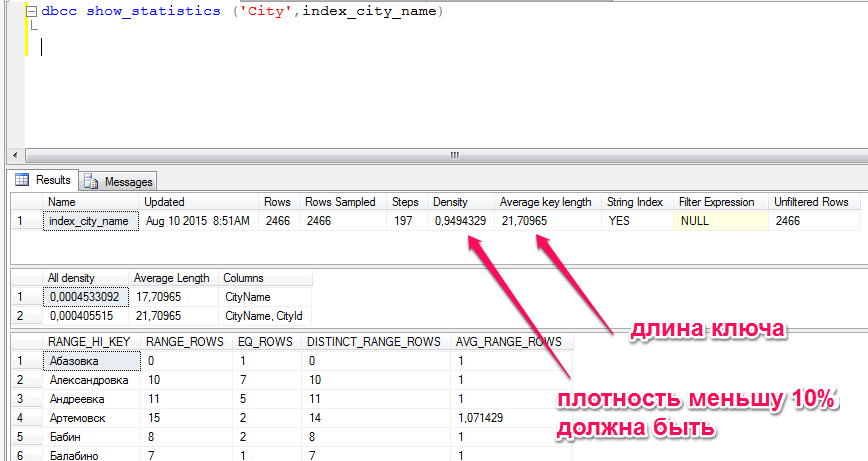 dbcc show_statistics ('City',index_city_name)
Results Messages
Name Updated Rows Rows Sampled Steps Density Average key length String Index Filter Expression Unfiltered Rows
1 index_city_name Aug 10 2015 8:51AM 2466 2466 197 0,9494329 21,70965 YES NULL 2466
All density Average Length Columns
1 0,0004533092 17,70965 CityName
2 0,000405515 21,70965 CityName, CityId
длина ключа
RANGE_HI_KEY RANGE_ROWS EQ_ROWS DISTINCT_RANGE_ROWS AVG_RANGE_ROWS
1 Абазовка 0 1 0 1
2 Александровка 10 7 10 1
3 Андреевка 11 5 11 1
4 Артемовск 15 2 14 1,071429
5 Бабин 8 2 8 1
6 Балабино 7 1 7 1
плотность меньшу 10%
должна быть